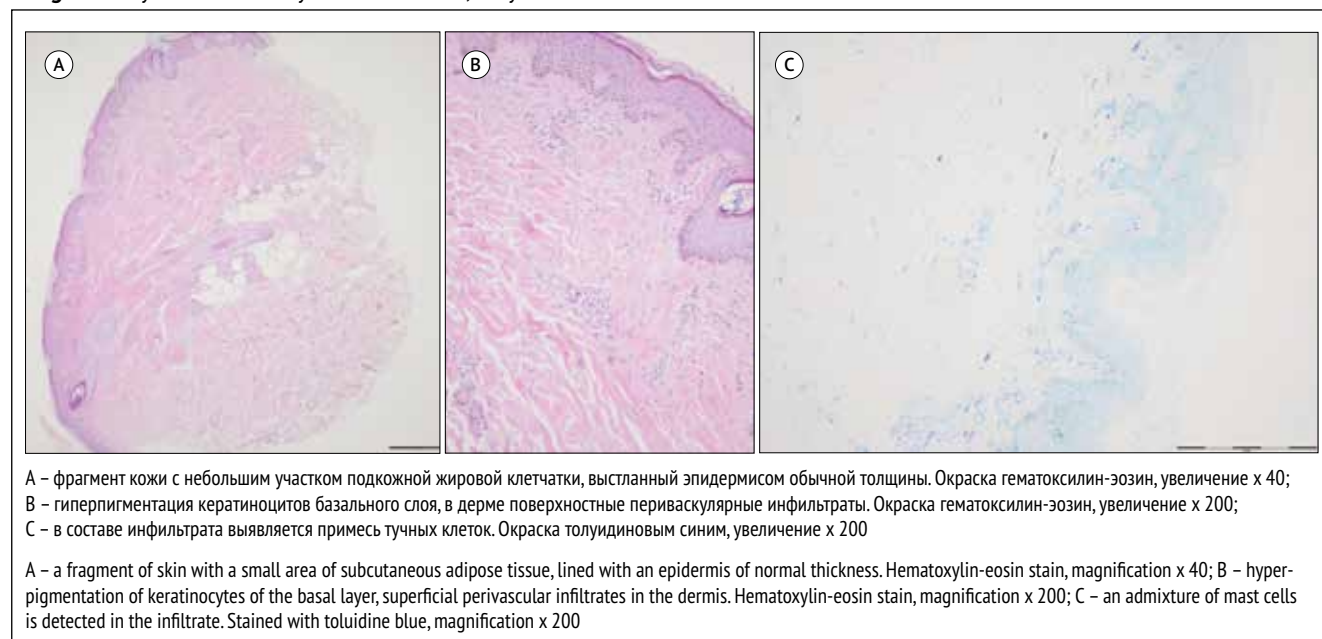 A
B
C
А – фрагмент кожи с небольшим участком подкожной жировой клетчатки, выстланный эпидермисом обычной толщины. Окраска гематоксилин-эозин, увеличение х 40;
В – гиперпигментация кератиноцитов базального слоя, в дерме поверхностные периваскулярные инфильтраты. Окраска гематоксилин-эозин, увеличение х 200;
С – в составе инфильтрата выявляется примесь тучных клеток. Окраска толуидиновым синим, увеличение х 200
A – a fragment of skin with a small area of subcutaneous adipose tissue, lined with an epidermis of normal thickness. Hematoxylin-eosin stain, magnification x 40; B – hyper-
pigmentation of keratinocytes of the basal layer, superficial perivascular infiltrates in the dermis. Hematoxylin-eosin stain, magnification x 200; C – an admixture of mast cells
is detected in the infiltrate. Stained with toluidine blue, magnification x 200